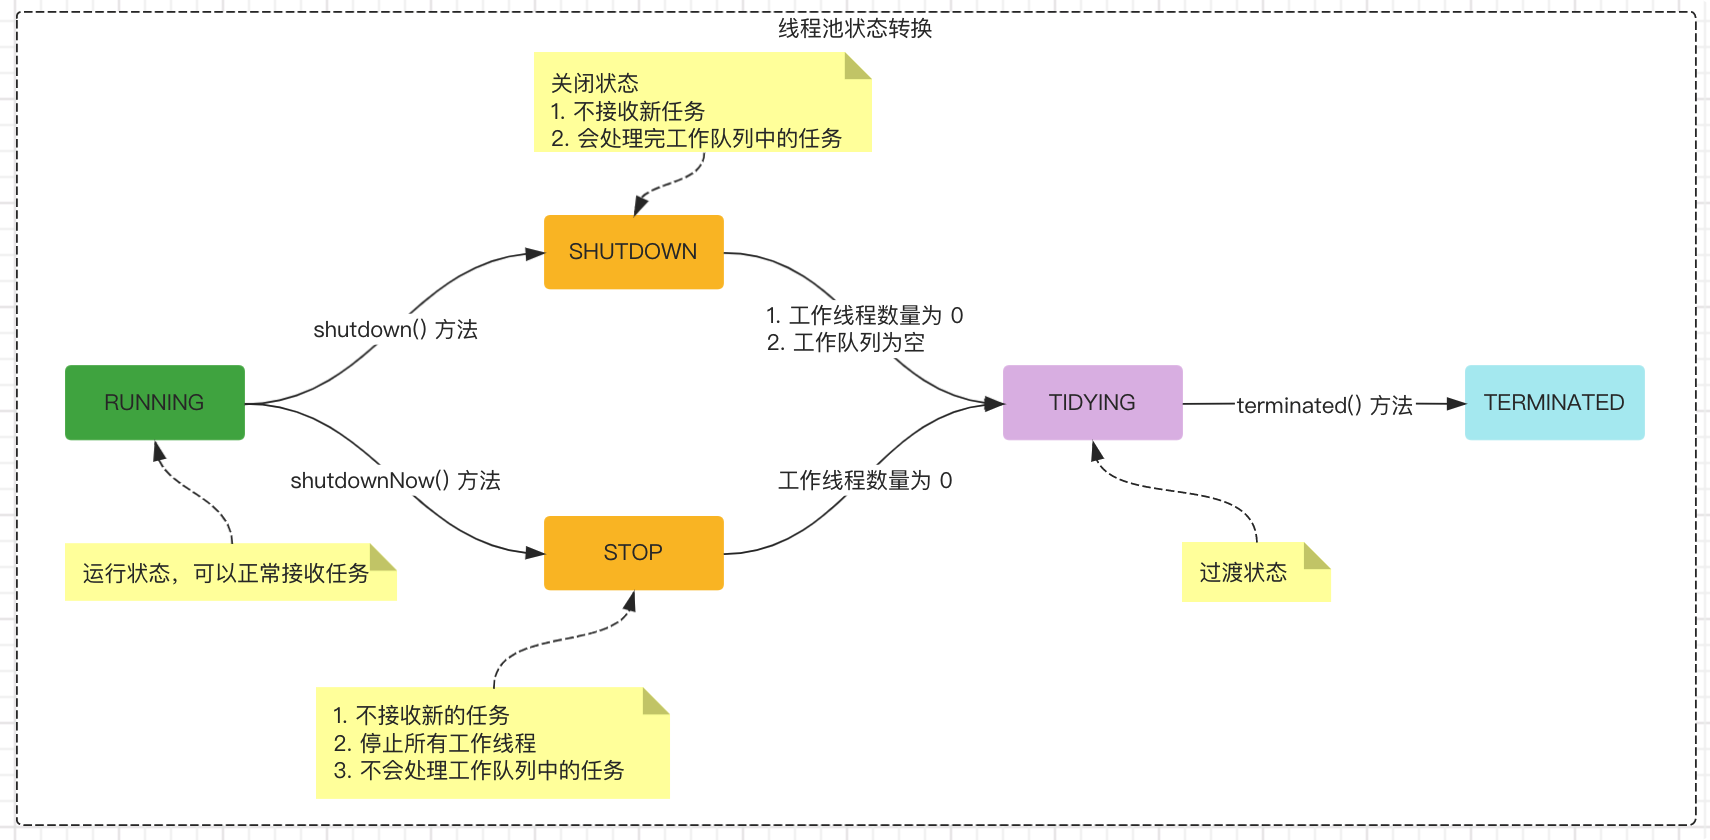 线程池状态转换
关闭状态
1. 不接收新任务
2. 会处理完工作队列中的任务
SHUTDOWN
shutdown() 方法
1. 工作线程数量为 0
2. 工作队列为空
RUNNING
TIDYING
terminated() 方法
TERMINATED
shutdownNow() 方法
工作线程数量为 0
STOP
运行状态，可以正常接收任务
过渡状态
1. 不接收新的任务
2. 停止所有工作线程
3. 不会处理工作队列中的任务